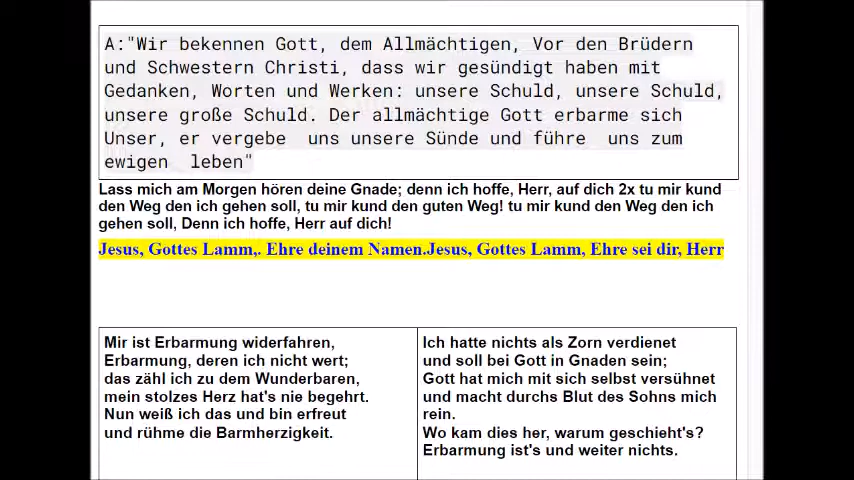 A:"Wir bekennen Gott, dem Allmächtigen, Vor den Brüdern
und Schwestern Christi, dass wir gesündigt haben mit
Gedanken, Worten und Werken: unsere Schuld, unsere Schuld,
unsere große Schuld. Der allmächtige Gott erbarme sich
Unser, er vergebe uns unsere Sünde und führe uns zum
ewigen leben"
Lass mich am Morgen hören deine Gnade; denn ich hoffe, Herr, auf dich 2x tu mir kund
den Weg den ich gehen soll, tu mir kund den guten Weg! tu mir kund den Weg den ich
gehen soll, Denn ich hoffe, Herr auf dich!
Jesus, Gottes Lamm,. Ehre deinem Namen.Jesus, Gottes Lamm, Ehre sei dir, Herr
Mir ist Erbarmung widerfahren,
Erbarmung, deren ich nicht wert;
das zähl ich zu dem Wunderbaren,
mein stolzes Herz hat's nie begehrt.
Nun weiß ich das und bin erfreut
und rühme die Barmherzigkeit.
Ich hatte nichts als Zorn verdienet
und soll bei Gott in Gnaden sein;
Gott hat mich mit sich selbst versühnet
und macht durchs Blut des Sohns mich
rein.
Wo kam dies her, warum geschieht's?
Erbarmung ist's und weiter nichts.